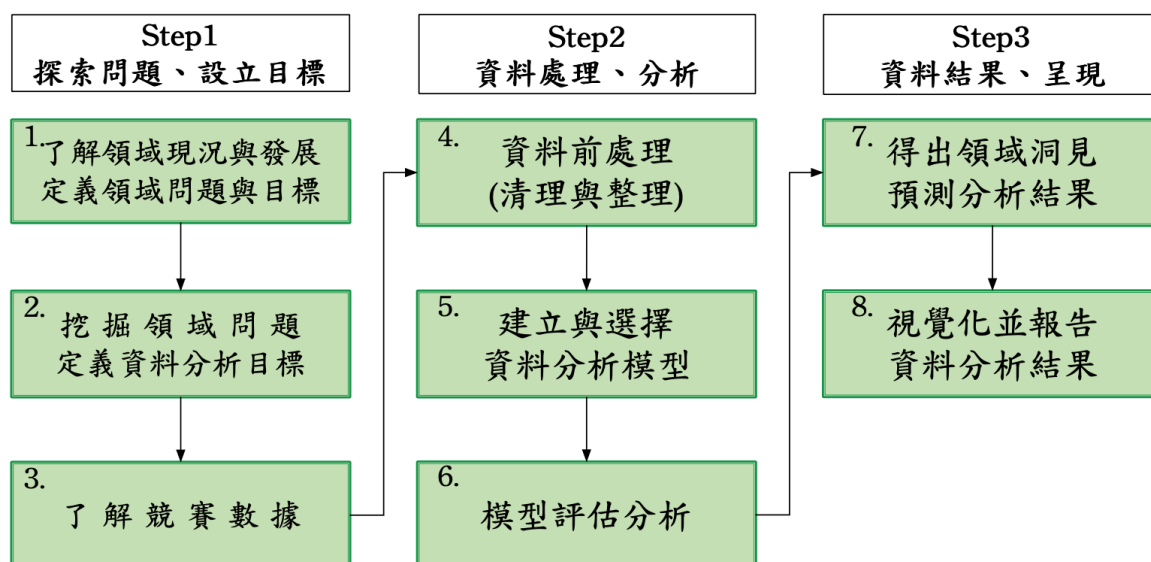 Step1
探索問題、設立目標
1.
了解領域現況與發展
定義領域問題與目標
2.
挖掘領域問題
定義資料分析目標
3.
了解競賽數據
Step2
資料處理、分析
4.
資料前處理
(清理與整理)
5.
建立與選擇
資料分析模型
6.
模型評估分析
Step3
資料結果、呈現
7.
得出領域洞見
預測分析結果
8.
視覺化並報告
資料分析結果